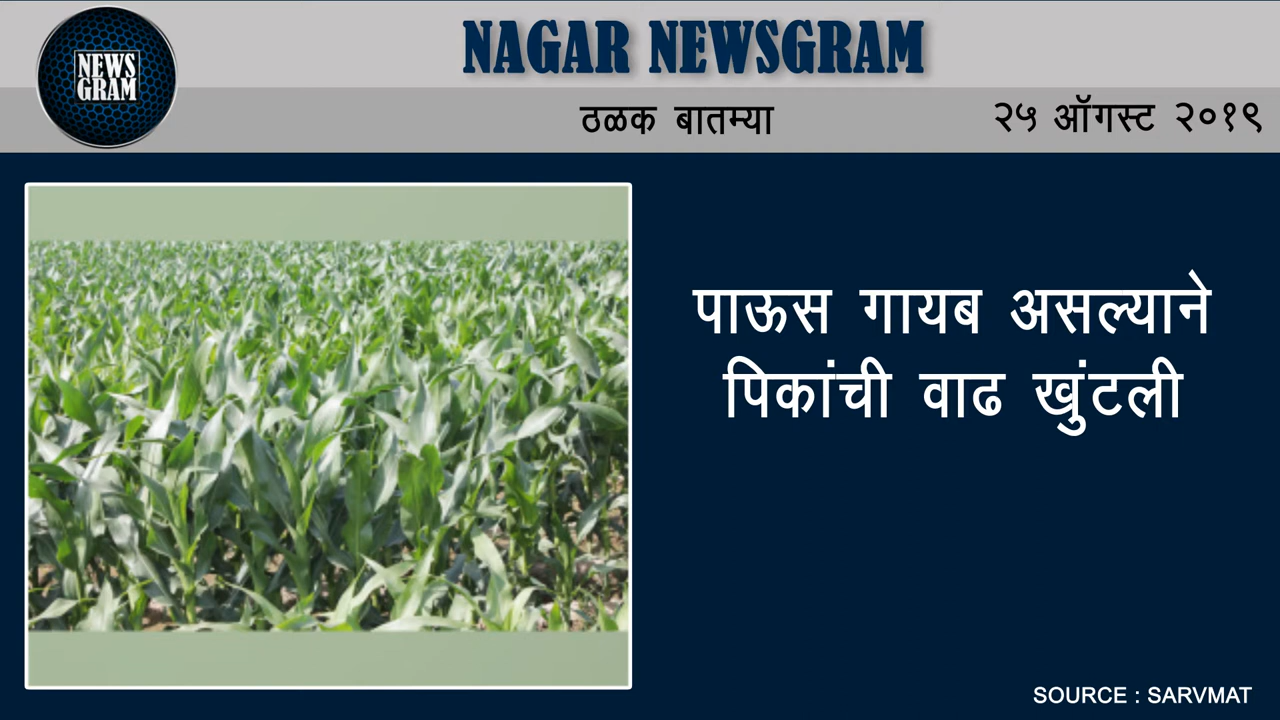 NEWS
GRAM
NAGAR NEWSGRAM
ठळक बातम्या
२५ ऑगस्ट २०१९
पाऊस गायब असल्याने
पिकांची वाढ खुंटली
SOURCE : SARVMAT